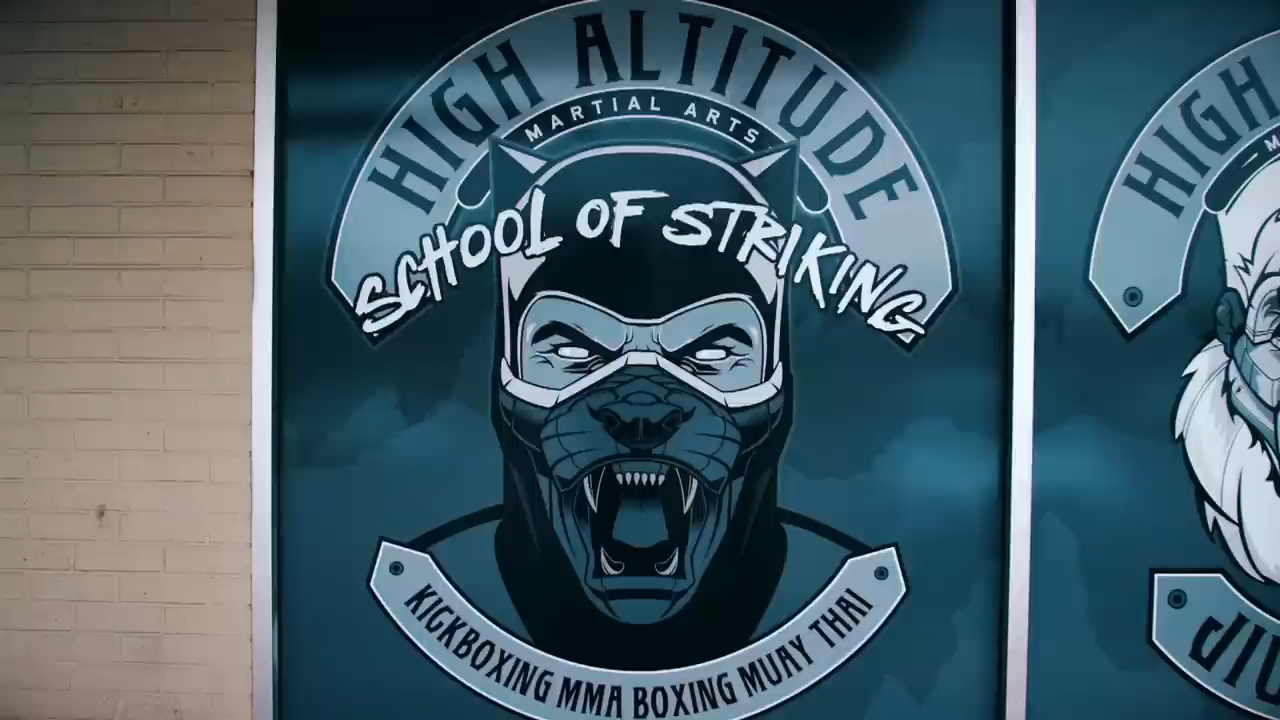 HIGH ALTITUDE
MARTIAL ARTS
SCHOOL OF STRIKING
KICKBOXING MMA BOXING MUAY THAI
HIGH